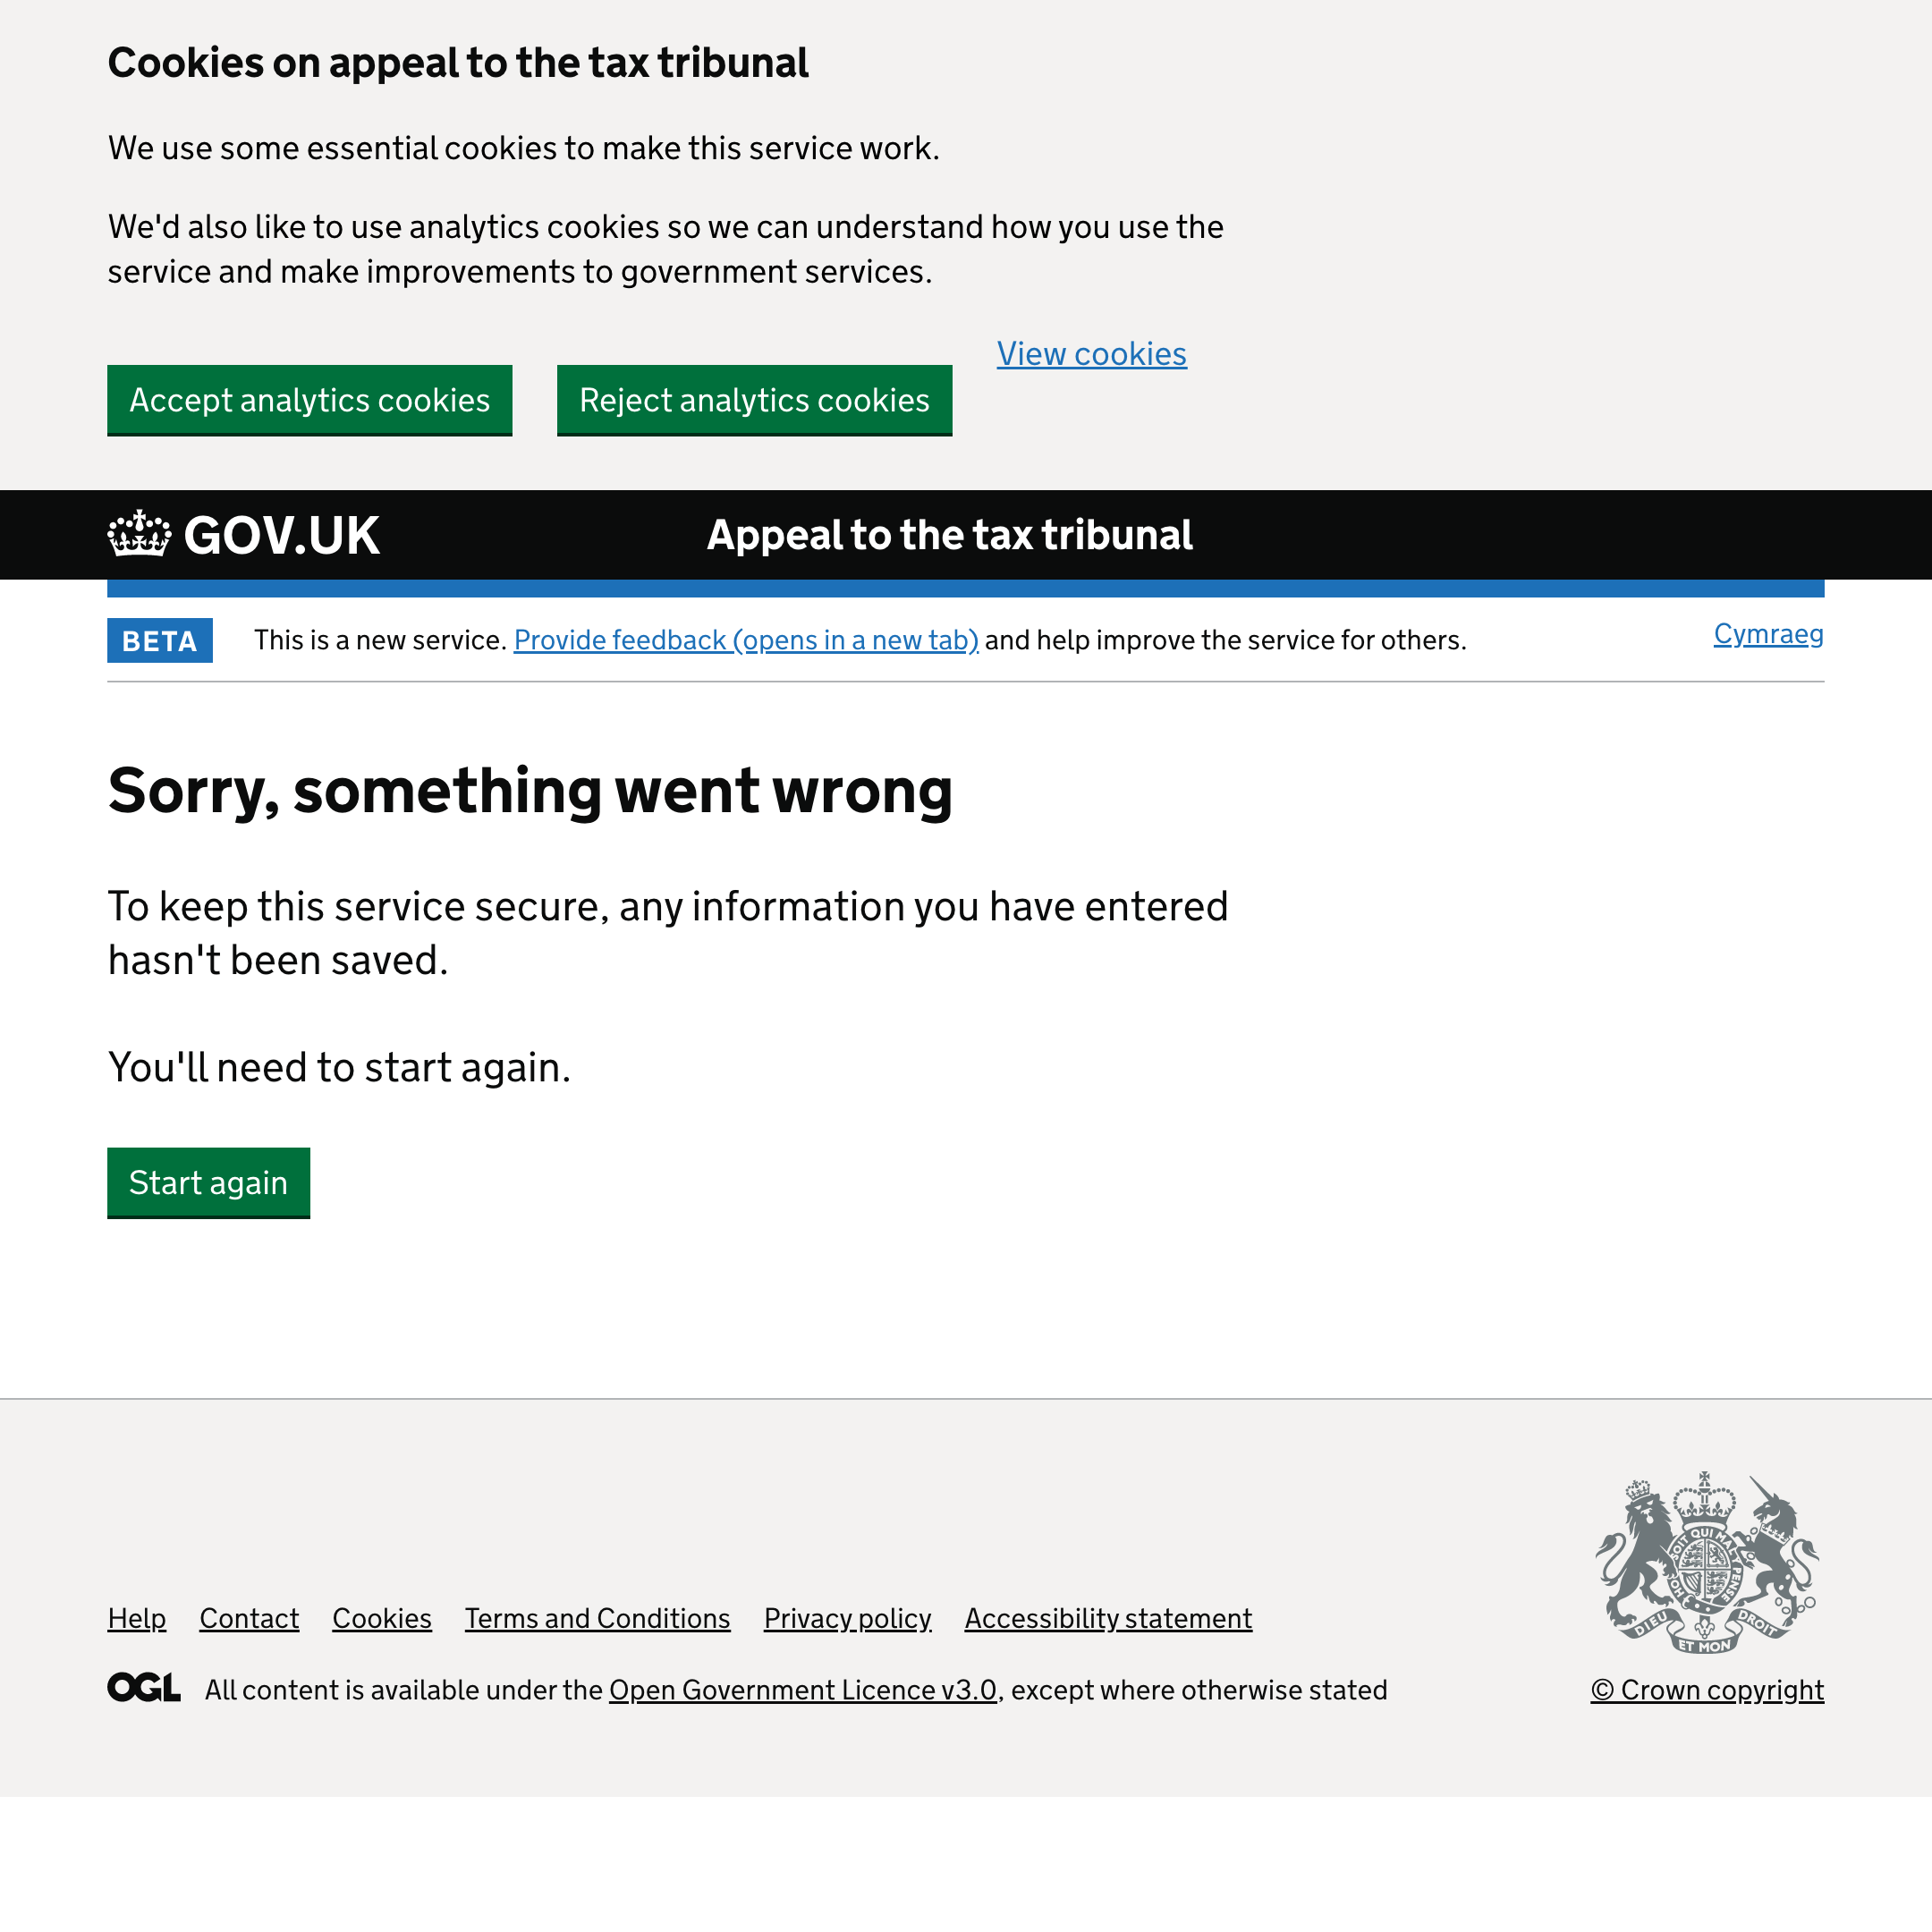 Cookies on appeal to the tax tribunal
We use some essential cookies to make this service work.
We'd also like to use analytics cookies so we can understand how you use the
service and make improvements to government services.
Accept analytics cookies
Reject analytics cookies
View cookies
GOV.UK
Appeal to the tax tribunal
BETA
This is a new service. Provide feedback (opens in a new tab) and help improve the service for others.
Cymraeg
Sorry, something went wrong
To keep this service secure, any information you have entered
hasn't been saved.
You'll need to start again.
Start again
Help
Contact
Cookies
Terms and Conditions
Privacy policy
Accessibility statement
OGL
All content is available under the Open Government Licence v3.0, except where otherwise stated
SOIT QUI MAL Y PENSE
DIEU
ET MON
DROIT
© Crown copyright